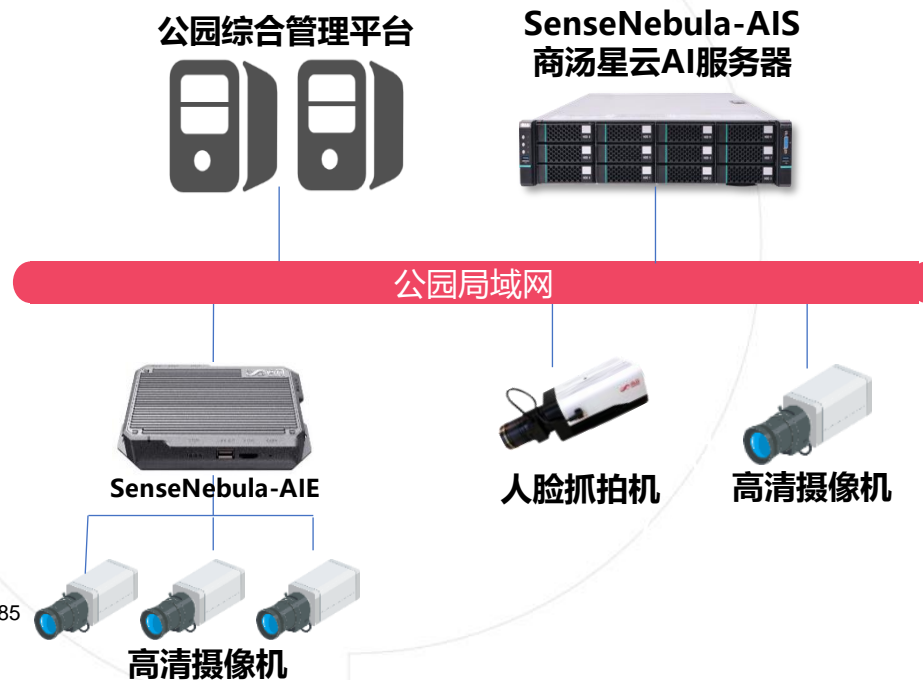 公园综合管理平台
SenseNebula-AIS
商汤星云AI服务器
公园局域网
SenseNebula-AIE
人脸抓拍机
高清摄像机
85
高清摄像机